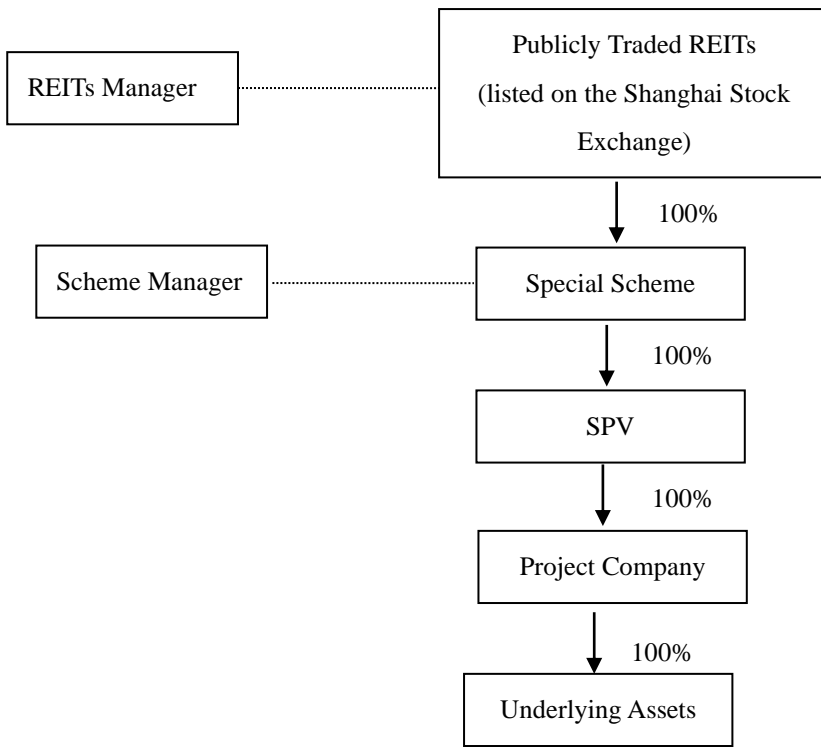 Publicly Traded REITs
(listed on the Shanghai Stock
Exchange)
REITs Manager
100%
Scheme Manager
Special Scheme
100%
SPV
100%
Project Company
100%
Underlying Assets